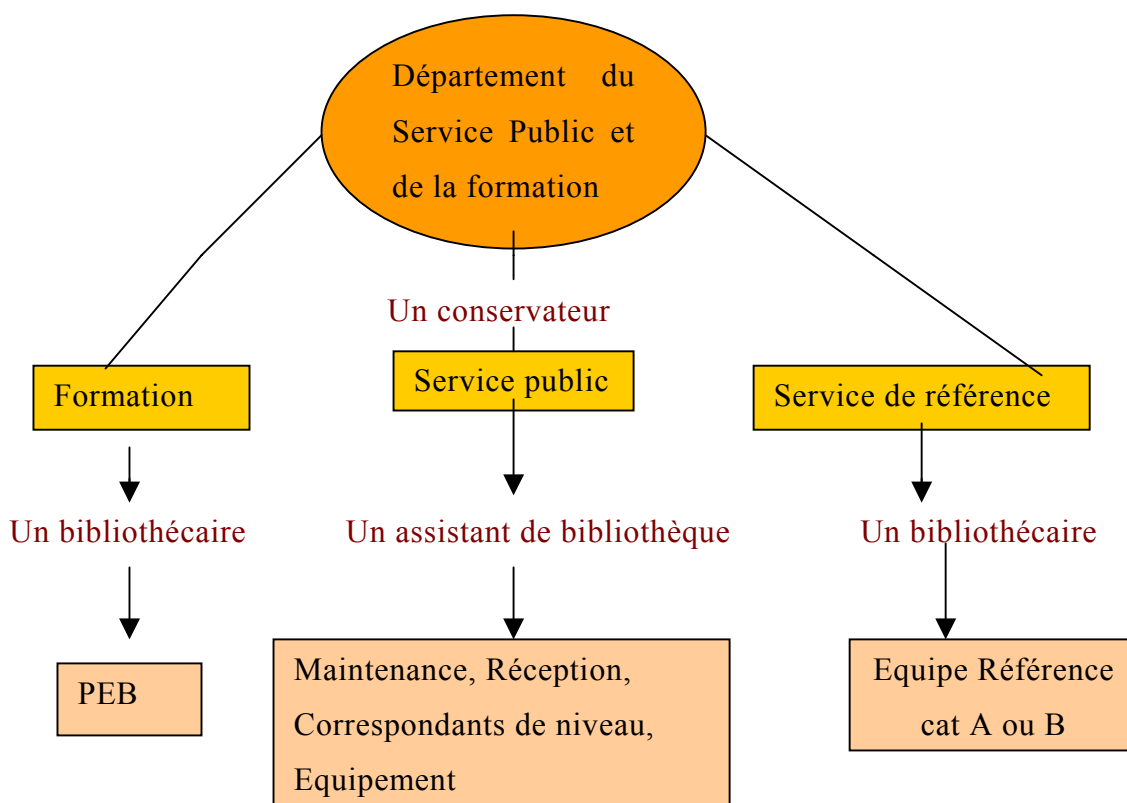 Département du
Service Public et
de la formation
Un conservateur
Formation
Service public
Service de référence
Un bibliothécaire
Un assistant de bibliothèque
Un bibliothécaire
PEB
Maintenance, Réception,
Correspondants de niveau,
Equipement
Equipe Référence
cat A ou B